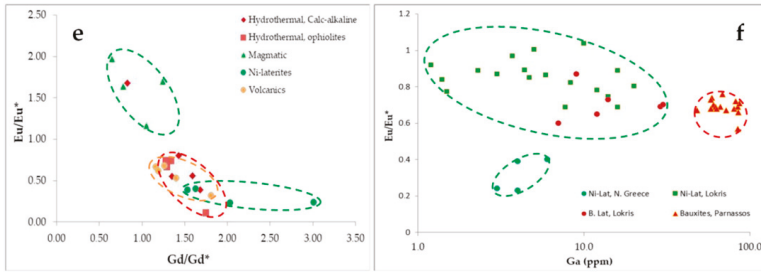 e
Hydrothermal, Calc-alkaline
Hydrothermal, ophiolites
Magmatic
Ni-laterites
Volcanics
Eu/Eu*
2.00
1.50
1.00
0.50
0.00
0.00 0.50 1.00 1.50 2.00 2.50 3.00 3.50
Gd/Gd*
f
Eu/Eu*
1.2
1
0.8
0.6
0.4
0.2
0
1.0 10.0 100.0
Ga (ppm)
Ni-Lat, N. Greece
Ni-Lat, Lokris
B. Lat, Lokris
Bauxites, Parnassos